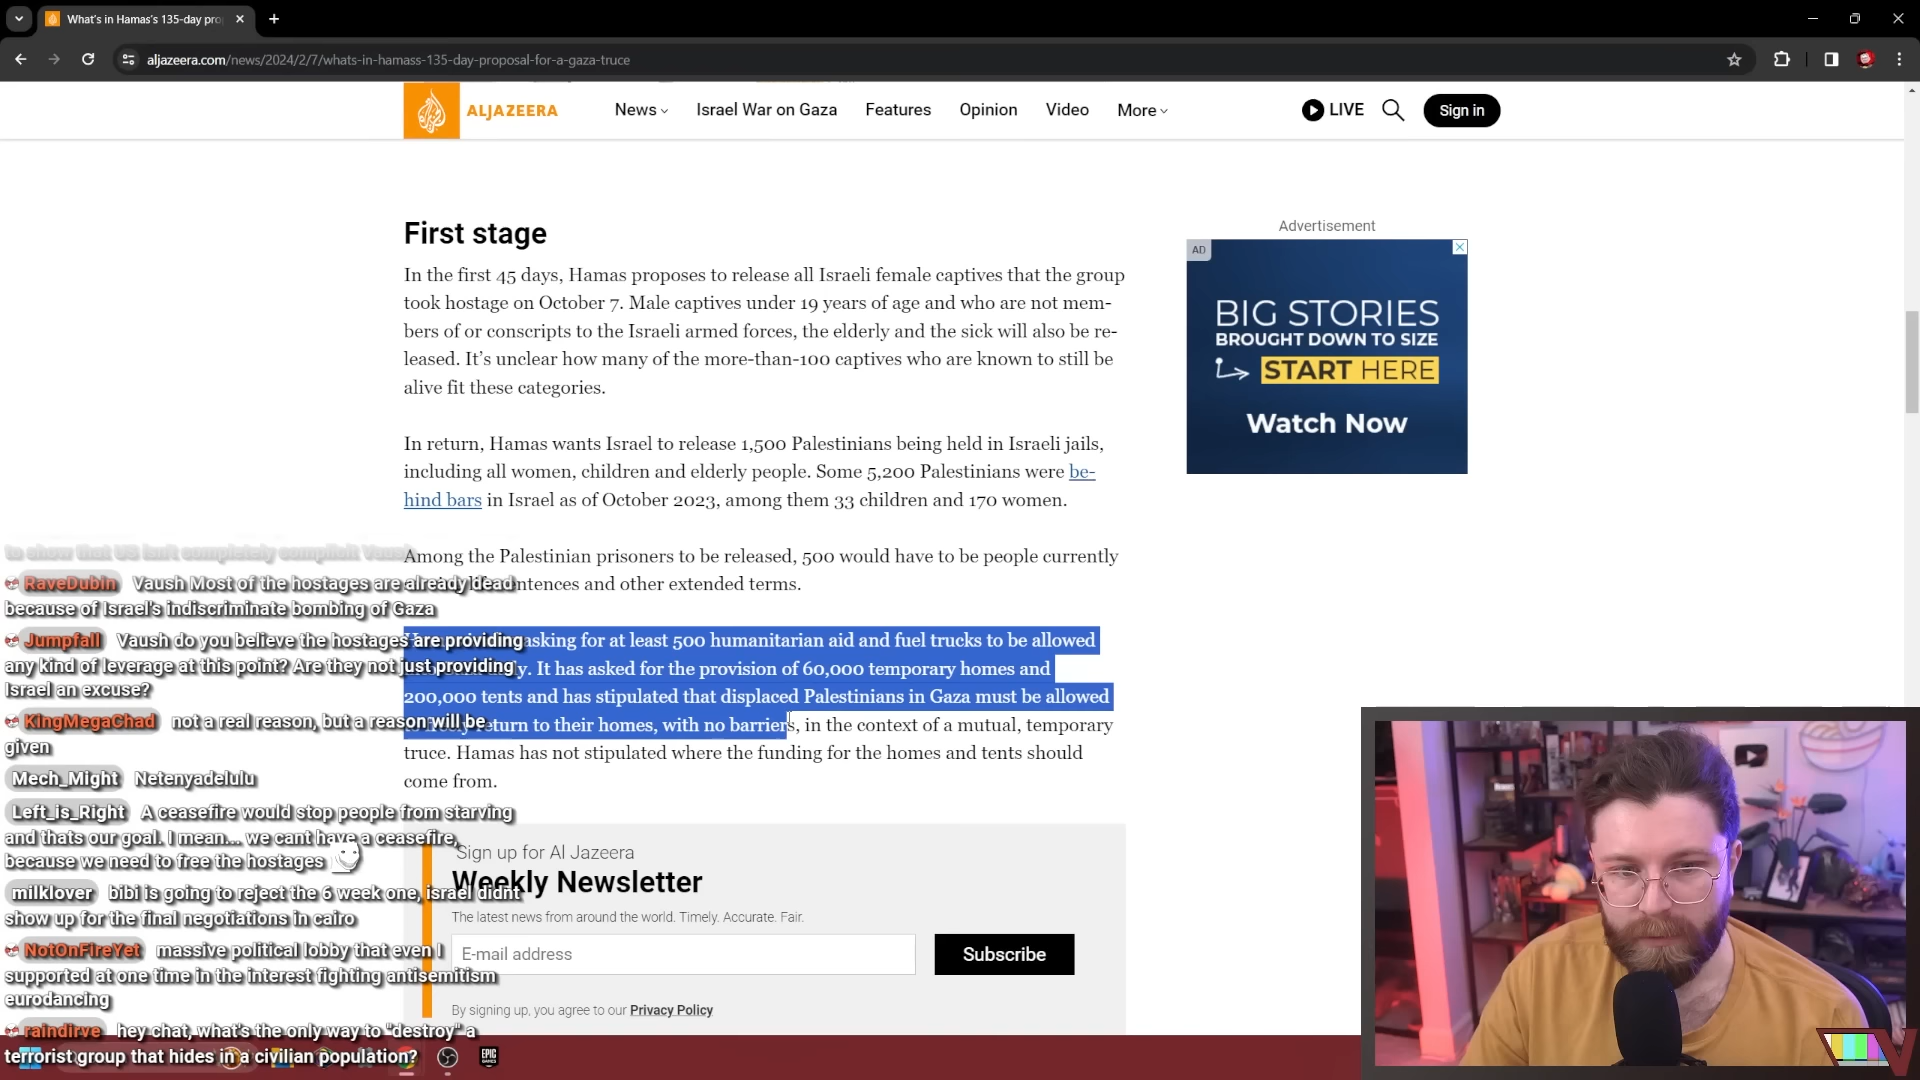 What's in Hamas's 135-day pro
aljazeera.com/news/2024/2/7/whats-in-hamass-135-day-proposal-for-a-gaza-truce
ALJAZEERA
News
Israel War on Gaza
Features
Opinion
Video
More
LIVE
Sign in
First stage
In the first 45 days, Hamas proposes to release all Israeli female captives that the group
took hostage on October 7. Male captives under 19 years of age and who are not mem-
bers of or conscripts to the Israeli armed forces, the elderly and the sick will also be re-
leased. It's unclear how many of the more-than-100 captives who are known to still be
alive fit these categories.
In return, Hamas wants Israel to release 1,500 Palestinians being held in Israeli jails,
including all women, children and elderly people. Some 5,200 Palestinians were be-
hind bars in Israel as of October 2023, among them 33 children and 170 women.
Among the Palestinian prisoners to be released, 500 would have to be people currently
sentences and other extended terms.
asking for at least 500 humanitarian aid and fuel trucks to be allowed
It has asked for the provision of 60,000 temporary homes and
200,000 tents and has stipulated that displaced Palestinians in Gaza must be allowed
return to their homes, with no barriers, in the context of a mutual, temporary
truce. Hamas has not stipulated where the funding for the homes and tents should
come from.
Sign up for Al Jazeera
Weekly Newsletter
The latest news from around the world. Timely. Accurate. Fair.
E-mail address
Subscribe
By signing up, you agree to our Privacy Policy
Advertisement
AD
BIG STORIES
BROUGHT DOWN TO SIZE
START HERE
Watch Now
to show that US isn't completely complicit Vaush
RaveDubin Vaush Most of the hostages are already dead
because of Israel's indiscriminate bombing of Gaza
Jumpfall Vaush do you believe the hostages are providing
any kind of leverage at this point? Are they not just providing
Israel an excuse?
KingMegaChad not a real reason, but a reason will be
given
Mech_Might Netenyadelulu
Left_is_Right A ceasefire would stop people from starving
and thats our goal. I mean... we cant have a ceasefire,
because we need to free the hostages
milklover bibi is going to reject the 6 week one, israel didnt
show up for the final negotiations in cairo
NotOnFireYet massive political lobby that even I
supported at one time in the interest fighting antisemitism
eurodancing
raindirve hey chat, what's the only way to "destroy" a
terrorist group that hides in a civilian population?
EPIC
GAMES